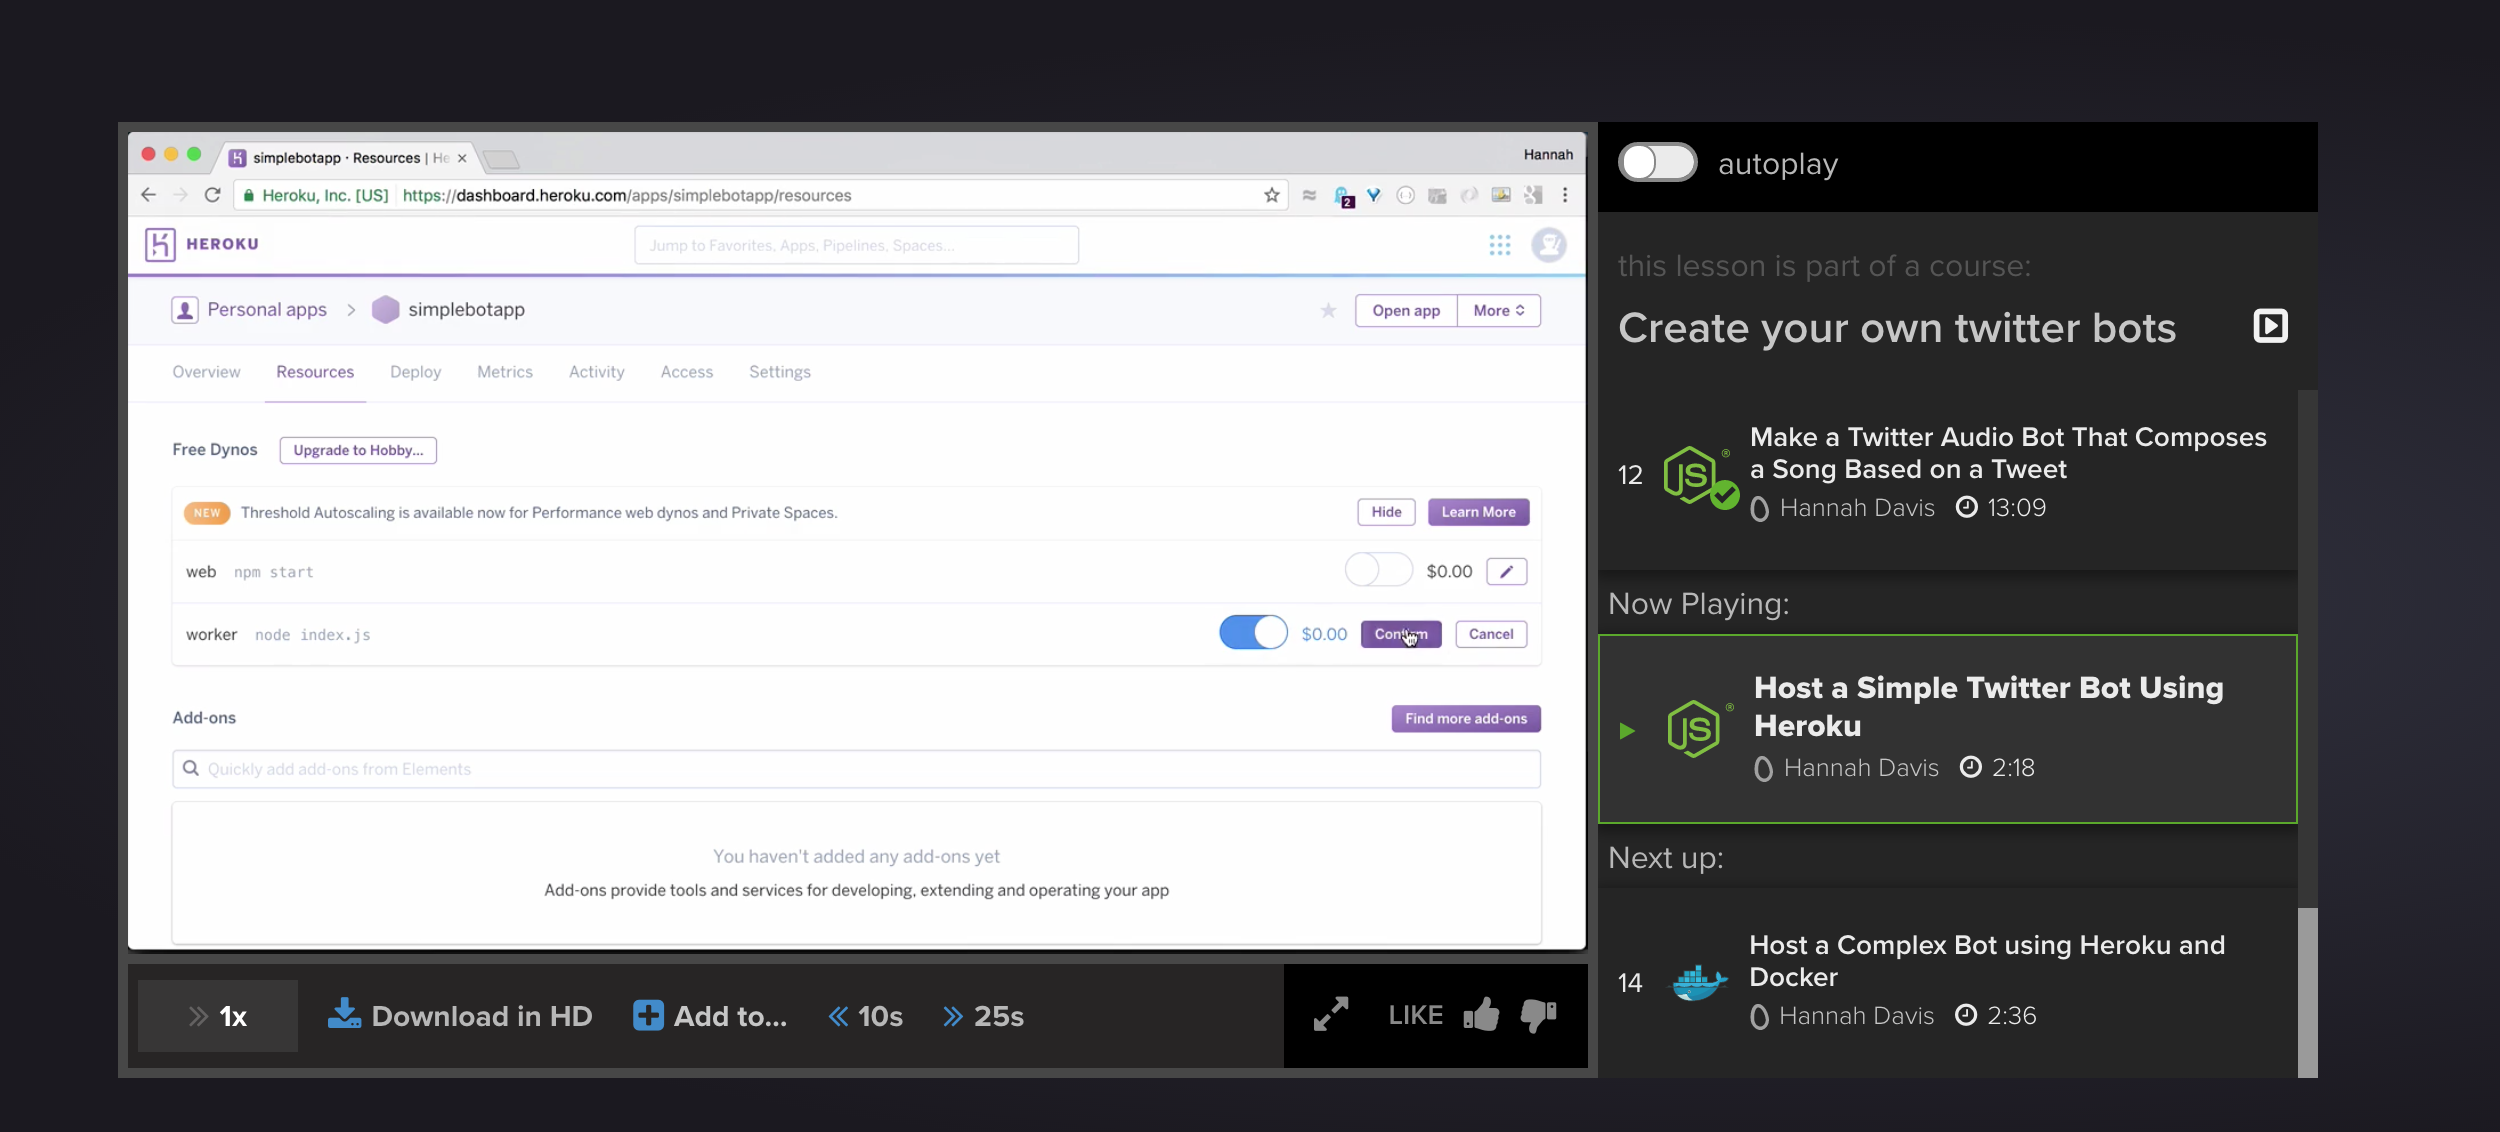 simplebotapp · Resources | He
Hannah
Heroku, Inc. [US] https://dashboard.heroku.com/apps/simplebotapp/resources
2
HEROKU
Jump to Favorites, Apps, Pipelines, Spaces...
Personal apps > simplebotapp
Open app More
Overview Resources Deploy Metrics Activity Access Settings
Free Dynos Upgrade to Hobby...
NEW Threshold Autoscaling is available now for Performance web dynos and Private Spaces. Hide Learn More
web npm start $0.00
worker node index.js $0.00 Confirm Cancel
Add-ons Find more add-ons
Quickly add add-ons from Elements
You haven't added any add-ons yet
Add-ons provide tools and services for developing, extending and operating your app
1x Download in HD Add to... 10s 25s LIKE
autoplay
this lesson is part of a course:
Create your own twitter bots
12
JS
Make a Twitter Audio Bot That Composes
a Song Based on a Tweet
Hannah Davis 13:09
Now Playing:
JS
Host a Simple Twitter Bot Using
Heroku
Hannah Davis 2:18
Next up:
14
Host a Complex Bot using Heroku and
Docker
Hannah Davis 2:36